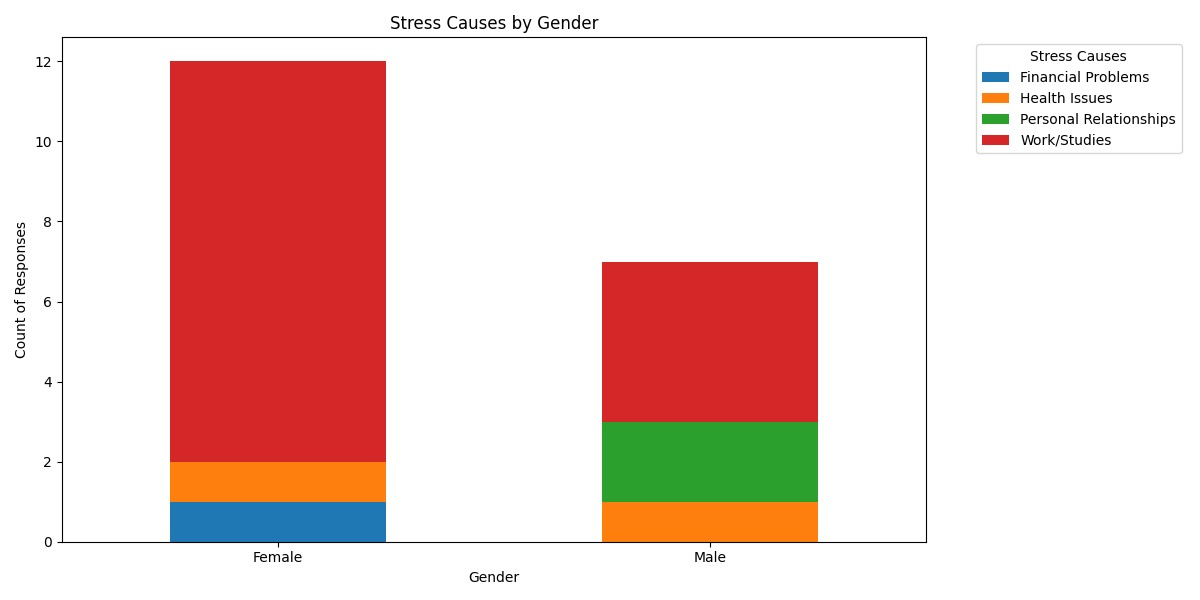 Stress Causes by Gender
Stress Causes
Financial Problems
Health Issues
Personal Relationships
Work/Studies
Count of Responses
12
10
8
6
4
2
0
Female
Male
Gender